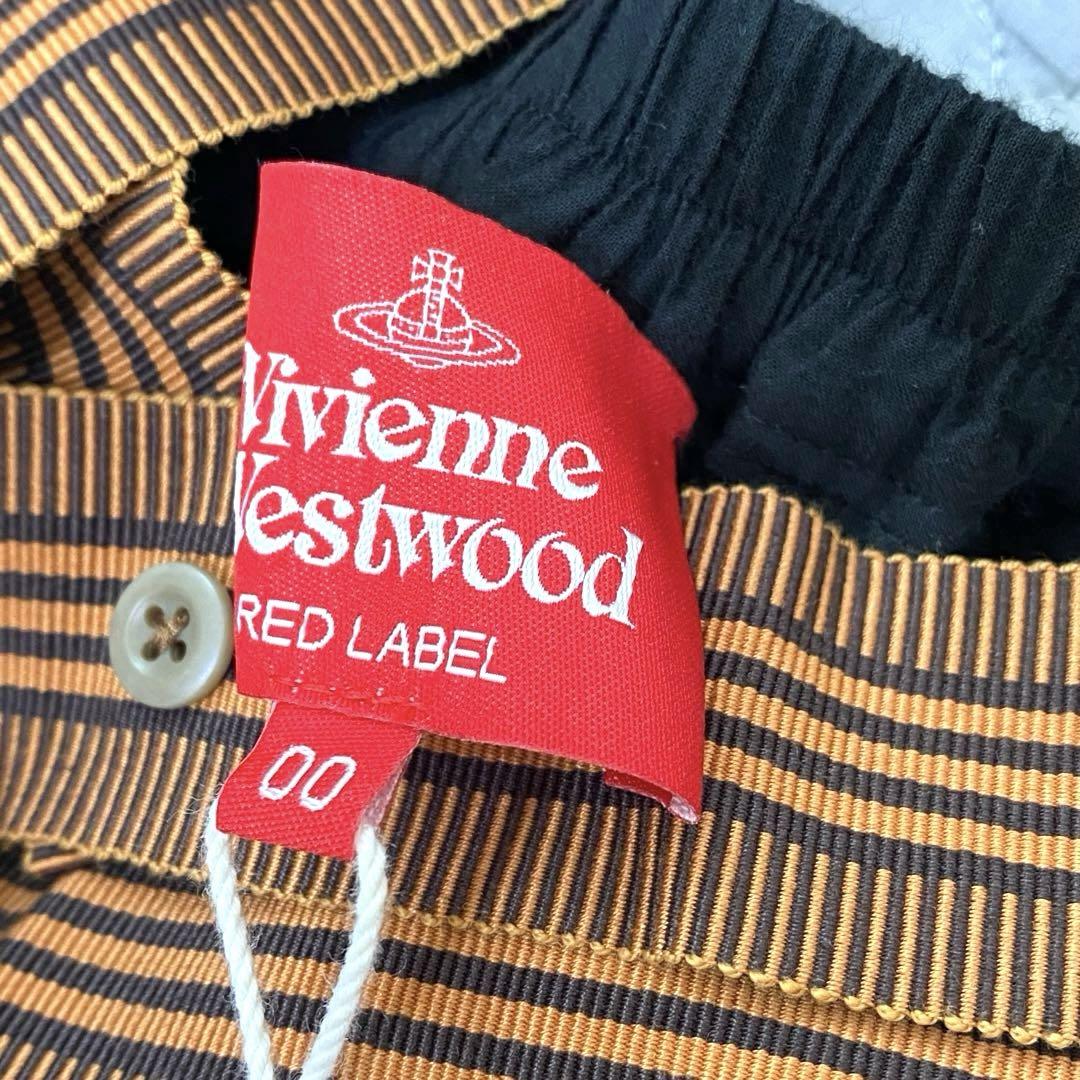 Vivienne
Westwood
RED LABEL
00